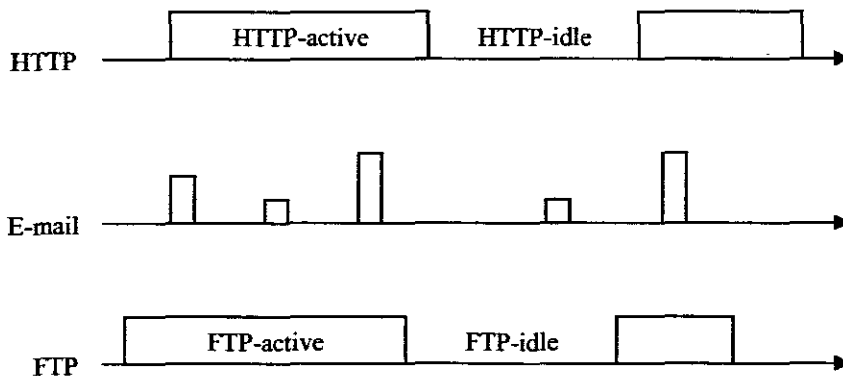 HTTP-active HTTP-idle
HTTP
E-mail
FTP-active FTP-idle
FTP